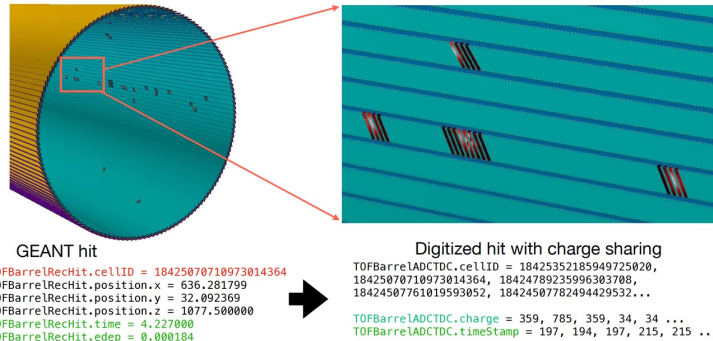 GEANT hit
OFBarrelRecHit.cellID = 18425070710973014364
OFBarrelRecHit.position.x = 636.281799
OFBarrelRecHit.position.y = 32.092369
OFBarrelRecHit.position.z = 1077.500000
OFBarrelRecHit.time = 4.227000
OFBarrelRecHit.edep = 0.000184
Digitized hit with charge sharing
TOFBarrelADCTDC.cellID = 18425352185949725020,
18425070710973014364, 18424789235996303708,
18424507761019593052, 18424507782494429532...
TOFBarrelADCTDC.charge = 359, 785, 359, 34, 34 ...
TOFBarrelADCTDC.timeStamp = 197, 194, 197, 215, 215 ...